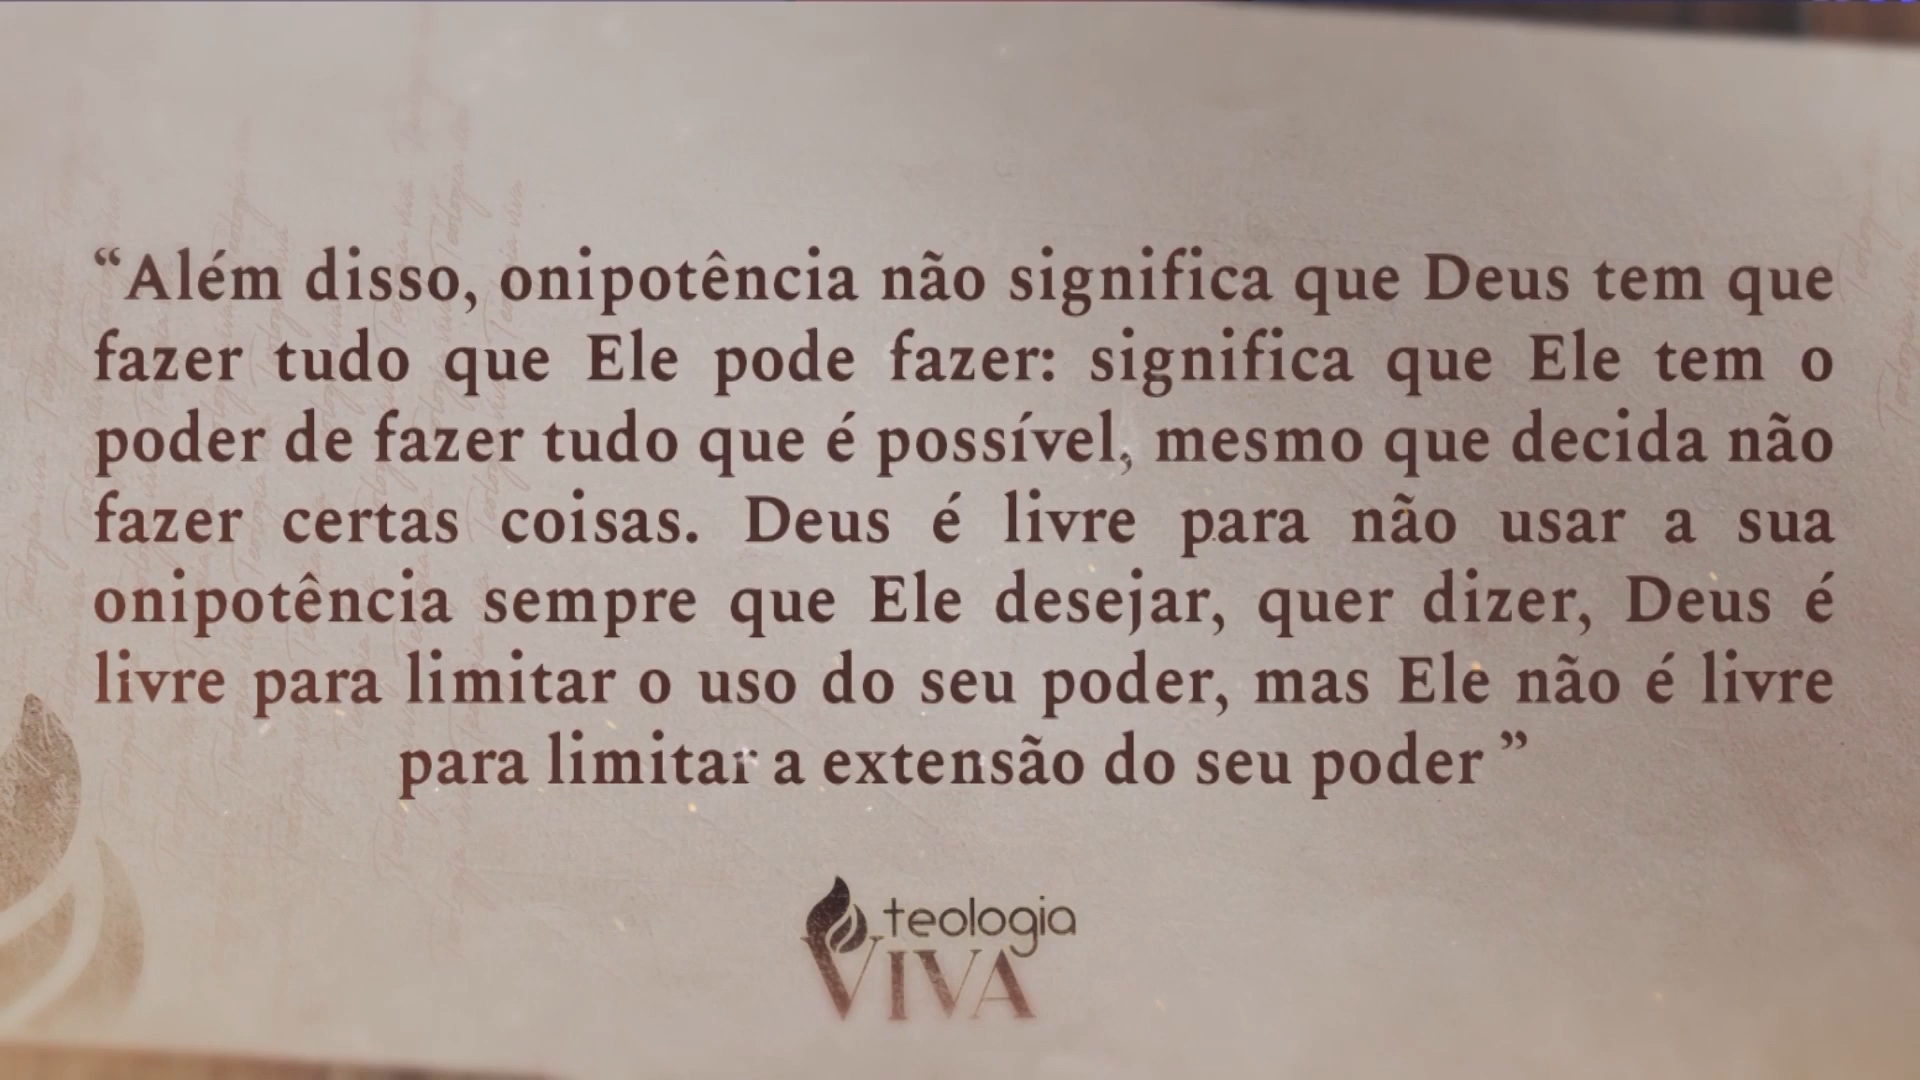 “Além disso, onipotência não significa que Deus tem que
fazer tudo que Ele pode fazer: significa que Ele tem o
poder de fazer tudo que é possível, mesmo que decida não
fazer certas coisas. Deus é livre para não usar a sua
onipotência sempre que Ele desejar, quer dizer, Deus é
livre para limitar o uso do seu poder, mas Ele não é livre
para limitar a extensão do seu poder ”
teologia
VIVA